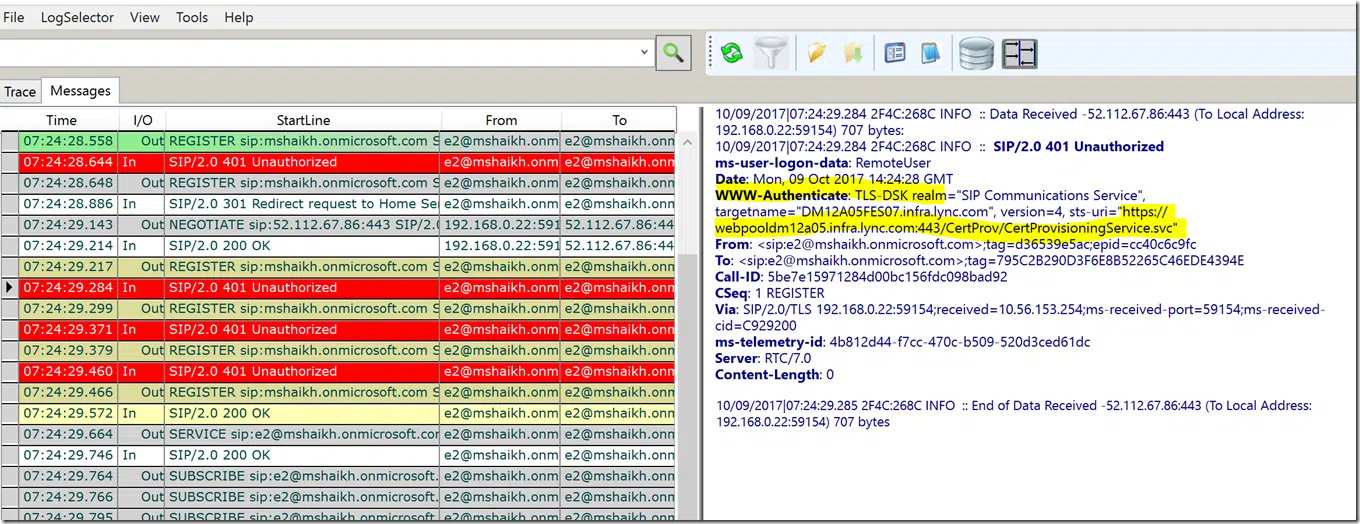 File LogSelector View Tools Help
Trace Messages
Time I/O StartLine From To
07:24:28.558 Out REGISTER sip:mshaikh.onmicrosoft.com S e2@mshaikh.onm e2@mshaikh.onm
07:24:28.644 In SIP/2.0 401 Unauthorized e2@mshaikh.onm e2@mshaikh.onm
07:24:28.648 Out REGISTER sip:mshaikh.onmicrosoft.com S e2@mshaikh.onm e2@mshaikh.onm
07:24:28.886 In SIP/2.0 301 Redirect request to Home Se e2@mshaikh.onm e2@mshaikh.onm
07:24:29.143 Out NEGOTIATE sip:52.112.67.86:443 SIP/2.0 192.168.0.22:591 52.112.67.86:44
07:24:29.214 In SIP/2.0 200 OK 192.168.0.22:591 52.112.67.86:44
07:24:29.217 Out REGISTER sip:mshaikh.onmicrosoft.com S e2@mshaikh.onm e2@mshaikh.onm
07:24:29.284 In SIP/2.0 401 Unauthorized e2@mshaikh.onm e2@mshaikh.onm
07:24:29.299 Out REGISTER sip:mshaikh.onmicrosoft.com S e2@mshaikh.onm e2@mshaikh.onm
07:24:29.371 In SIP/2.0 401 Unauthorized e2@mshaikh.onm e2@mshaikh.onm
07:24:29.379 Out REGISTER sip:mshaikh.onmicrosoft.com S e2@mshaikh.onm e2@mshaikh.onm
07:24:29.460 In SIP/2.0 401 Unauthorized e2@mshaikh.onm e2@mshaikh.onm
07:24:29.466 Out REGISTER sip:mshaikh.onmicrosoft.com S e2@mshaikh.onm e2@mshaikh.onm
07:24:29.572 In SIP/2.0 200 OK e2@mshaikh.onm e2@mshaikh.onm
07:24:29.664 Out SERVICE sip:e2@mshaikh.onmicrosoft.cor e2@mshaikh.onm e2@mshaikh.onm
07:24:29.746 In SIP/2.0 200 OK e2@mshaikh.onm e2@mshaikh.onm
07:24:29.764 Out SUBSCRIBE sip:e2@mshaikh.onmicrosoft. e2@mshaikh.onm e2@mshaikh.onm
07:24:29.766 Out SUBSCRIBE sip:e2@mshaikh.onmicrosoft. e2@mshaikh.onm e2@mshaikh.onm
07:24:29.795 Out SUBSCRIBE sip:e2@mshaikh.onmicrosoft. e2@mshaikh.onm e2@mshaikh.onm
10/09/2017|07:24:29.284 2F4C:268C INFO :: Data Received -52.112.67.86:443 (To Local Address:
192.168.0.22:59154) 707 bytes:
10/09/2017|07:24:29.284 2F4C:268C INFO :: SIP/2.0 401 Unauthorized
ms-user-logon-data: RemoteUser
Date: Mon, 09 Oct 2017 14:24:28 GMT
WWW-Authenticate: TLS-DSK realm="SIP Communications Service",
targetname="DM12A05FES07.infra.lync.com", version=4, sts-uri="https://
webpooldm12a05.infra.lync.com:443/CertProv/CertProvisioningService.svc"
From: <sip:e2@mshaikh.onmicrosoft.com>;tag=d36539e5ac;epid=cc40c6c9fc
To: <sip:e2@mshaikh.onmicrosoft.com>;tag=795C2B290D3F6E8B52265C46EDE4394E
Call-ID: 5be7e15971284d00bc156fdc098bad92
CSeq: 1 REGISTER
Via: SIP/2.0/TLS 192.168.0.22:59154;received=10.56.153.254;ms-received-port=59154;ms-received-
cid=C929200
ms-telemetry-id: 4b812d44-f7cc-470c-b509-520d3ced61dc
Server: RTC/7.0
Content-Length: 0
10/09/2017|07:24:29.285 2F4C:268C INFO :: End of Data Received -52.112.67.86:443 (To Local Address:
192.168.0.22:59154) 707 bytes